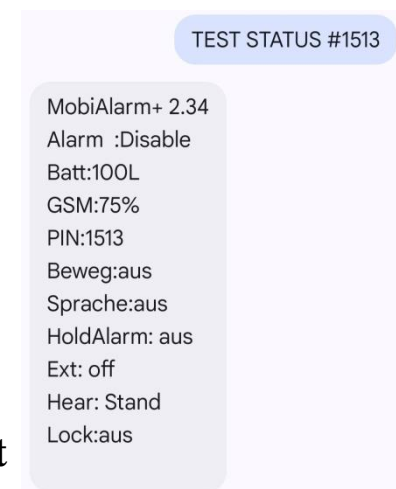 TEST STATUS #1513
MobiAlarm+ 2.34
Alarm :Disable
Batt:100L
GSM:75%
PIN:1513
Beweg:aus
Sprache:aus
HoldAlarm: aus
Ext: off
Hear: Stand
Lock:aus
t